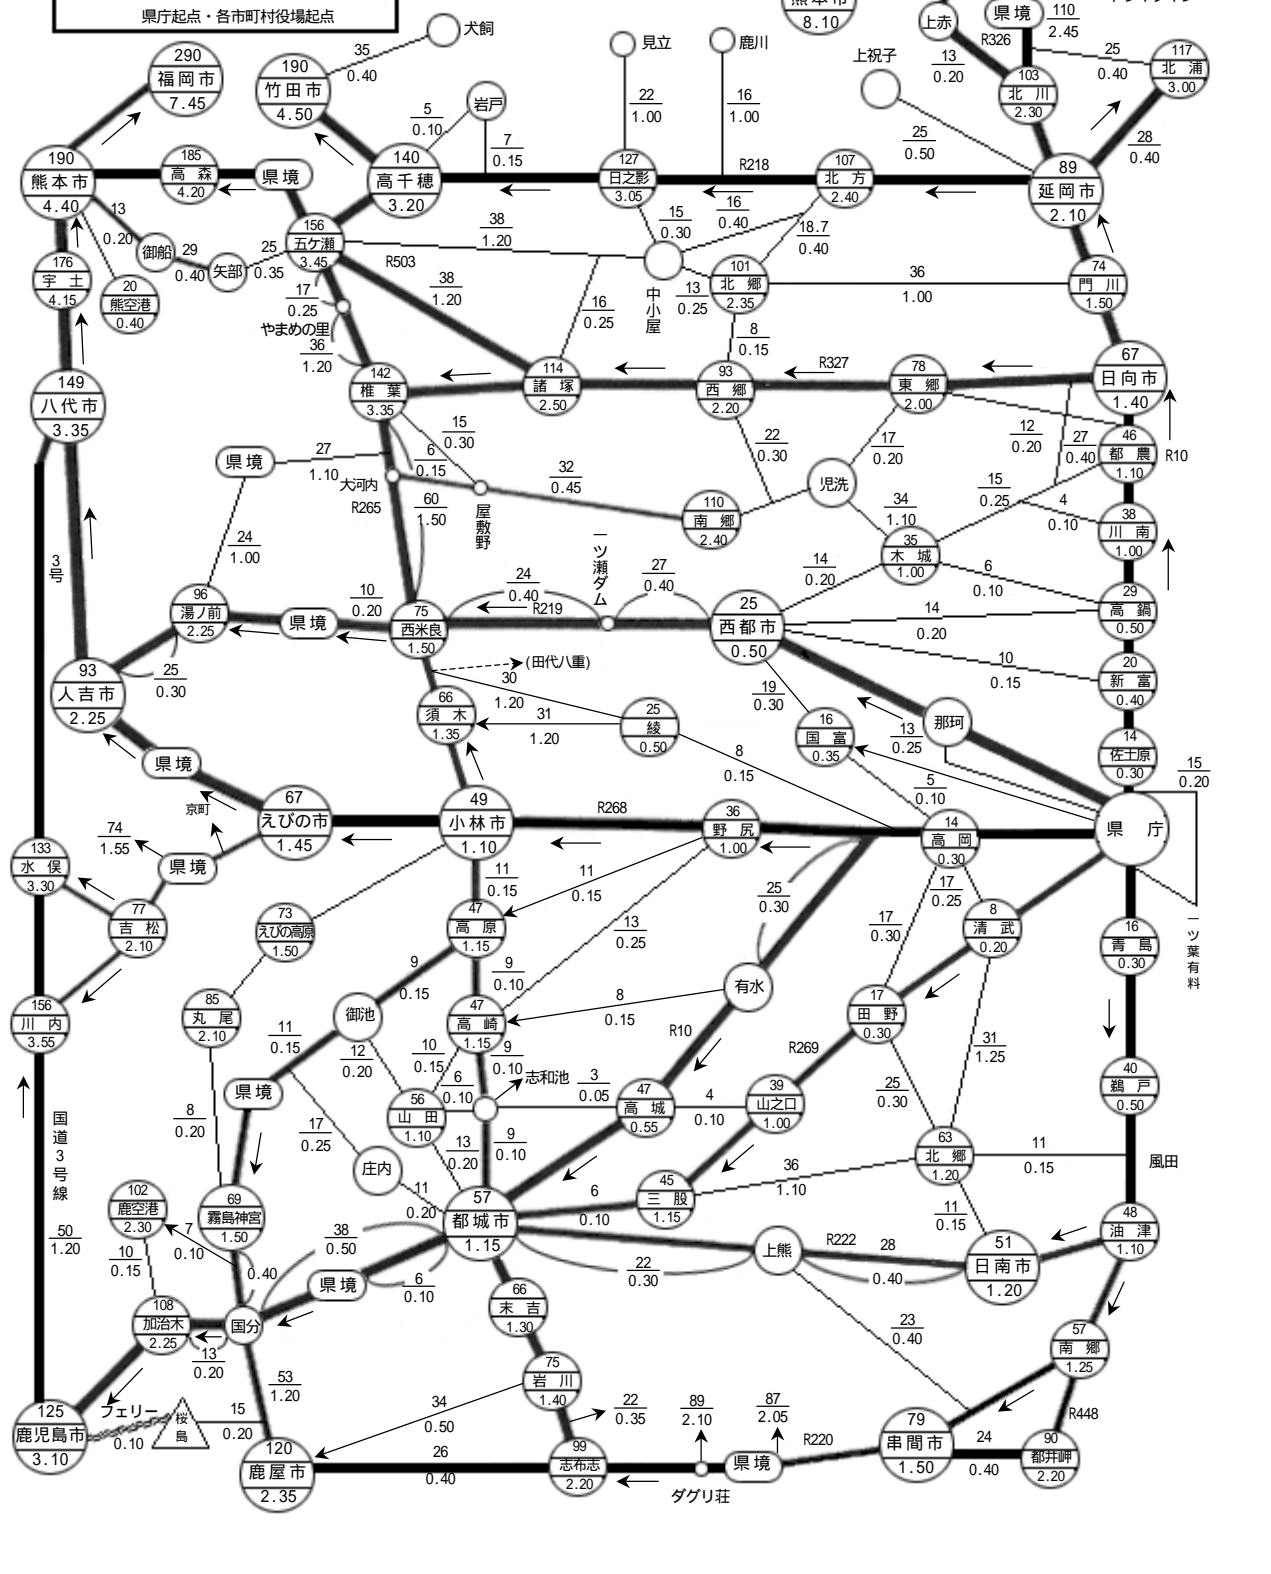 県庁起点・各市町村役場起点
8.10
上赤
県境
110
2.45
R326
13
0.20
103
北川
2.30
25
0.40
117
北浦
3.00
290
福岡市
7.45
190
竹田市
4.50
35
0.40
犬飼
見立
鹿川
上祝子
岩戸
5
0.10
7
0.15
22
1.00
16
1.00
R218
25
0.50
28
0.40
190
熊本市
4.40
185
高森
4.20
県境
140
高千穂
3.20
127
日之影
3.05
107
北方
2.40
89
延岡市
2.10
13
0.20
御船
29
0.40
矢部
25
0.35
156
五ケ瀬
3.45
38
1.20
15
0.30
16
0.40
18.7
0.40
176
宇土
4.15
20
熊空港
0.40
R503
38
1.20
16
0.25
中小屋
13
0.25
101
北郷
2.35
36
1.00
74
門川
1.50
17
0.25
やまめの里
36
1.20
8
0.15
149
八代市
3.35
142
椎葉
3.35
114
諸塚
2.50
93
西郷
2.20
R327
78
東郷
2.00
67
日向市
1.40
15
0.30
6
0.15
22
0.30
17
0.20
12
0.20
27
0.40
46
都農
1.10
R10
県境
27
1.10
大河内
R265
60
1.50
屋敷野
32
0.45
110
南郷
2.40
児洗
34
1.10
15
0.25
4
0.10
38
川南
1.00
3号
24
1.00
一ツ瀬ダム
14
0.20
35
木城
1.00
6
0.10
96
湯ノ前
2.25
県境
10
0.20
75
西米良
1.50
24
0.40
R219
27
0.40
25
西都市
0.50
14
0.20
29
高鍋
0.50
93
人吉市
2.25
25
0.30
(田代八重)
30
1.20
10
0.15
20
新富
0.40
66
須木
1.35
31
1.20
25
綾
0.50
19
0.30
16
国富
0.35
那珂
13
0.25
14
佐土原
0.30
県境
京町
8
0.15
5
0.10
15
0.20
67
えびの市
1.45
49
小林市
1.10
R268
36
野尻
1.00
14
高岡
0.30
県庁
74
1.55
県境
133
水俣
3.30
77
吉松
2.10
73
えびの高原
1.50
11
0.15
11
0.15
47
高原
1.15
25
0.30
17
0.25
17
0.30
8
清武
0.20
16
青島
0.30
一ツ葉有料
13
0.25
9
0.15
9
0.10
156
川内
3.55
85
丸尾
2.10
御池
47
高崎
1.15
8
0.15
有水
17
田野
0.30
11
0.15
12
0.20
10
0.15
9
0.10
R10
R269
31
1.25
県境
6
0.10
志和池
3
0.05
47
高城
0.55
4
0.10
39
山之口
1.00
25
0.30
40
鵜戸
0.50
国道3号線
8
0.20
17
0.25
56
山田
1.10
13
0.20
9
0.10
63
北郷
1.20
11
0.15
風田
庄内
11
0.20
36
1.10
102
鹿空港
2.30
69
霧島神宮
1.50
7
0.10
38
0.50
57
都城市
1.15
6
0.10
45
三股
1.15
11
0.15
48
油津
1.10
50
1.20
10
0.15
0.40
県境
6
0.10
22
0.30
上熊
R222
28
0.40
51
日南市
1.20
108
加治木
2.25
国分
13
0.20
66
末吉
1.30
23
0.40
57
南郷
1.25
53
1.20
75
岩川
1.40
34
0.50
22
0.35
89
2.10
87
2.05
R448
125
鹿児島市
3.10
フェリー
0.10
桜島
15
0.20
120
鹿屋市
2.35
26
0.40
99
志布志
2.20
ダグリ荘
県境
R220
79
串間市
1.50
24
0.40
90
都井岬
2.20